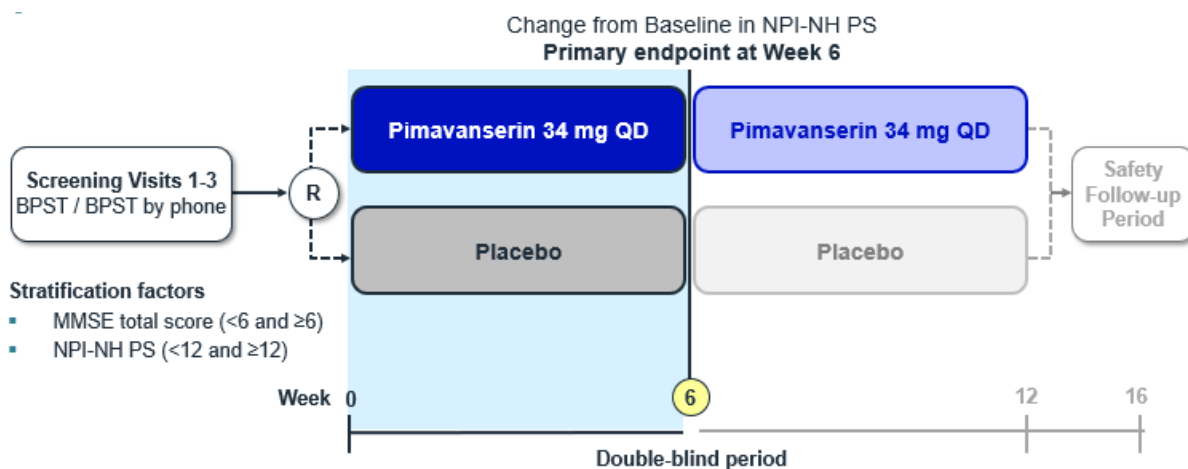 Change from Baseline in NPI-NH PS
Primary endpoint at Week 6
Pimavanserin 34 mg QD
Pimavanserin 34 mg QD
Screening Visits 1-3
BPST / BPST by phone
R
Safety
Follow-up
Period
Placebo
Placebo
Stratification factors
▪ MMSE total score (<6 and ≥6)
▪ NPI-NH PS (<12 and ≥12)
Week 0 6 12 16
Double-blind period